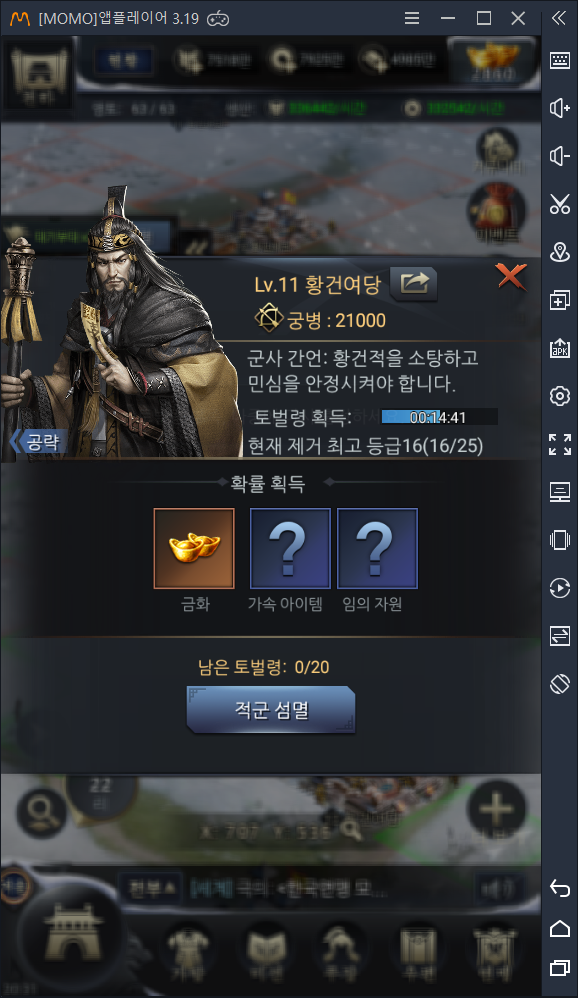 [MOMO]앱플레이어 3.19
Lv.11 황건여당
궁병 : 21000
군사 간언: 황건적을 소탕하고
민심을 안정시켜야 합니다.
토벌령 획득: 00:14:41
공략
현재 제거 최고 등급16(16/25)
확률 획득
금화 가속 아이템 임의 자원
남은 토벌령: 0/20
적군 섬멸
22
X: 707 Y: 536
APK